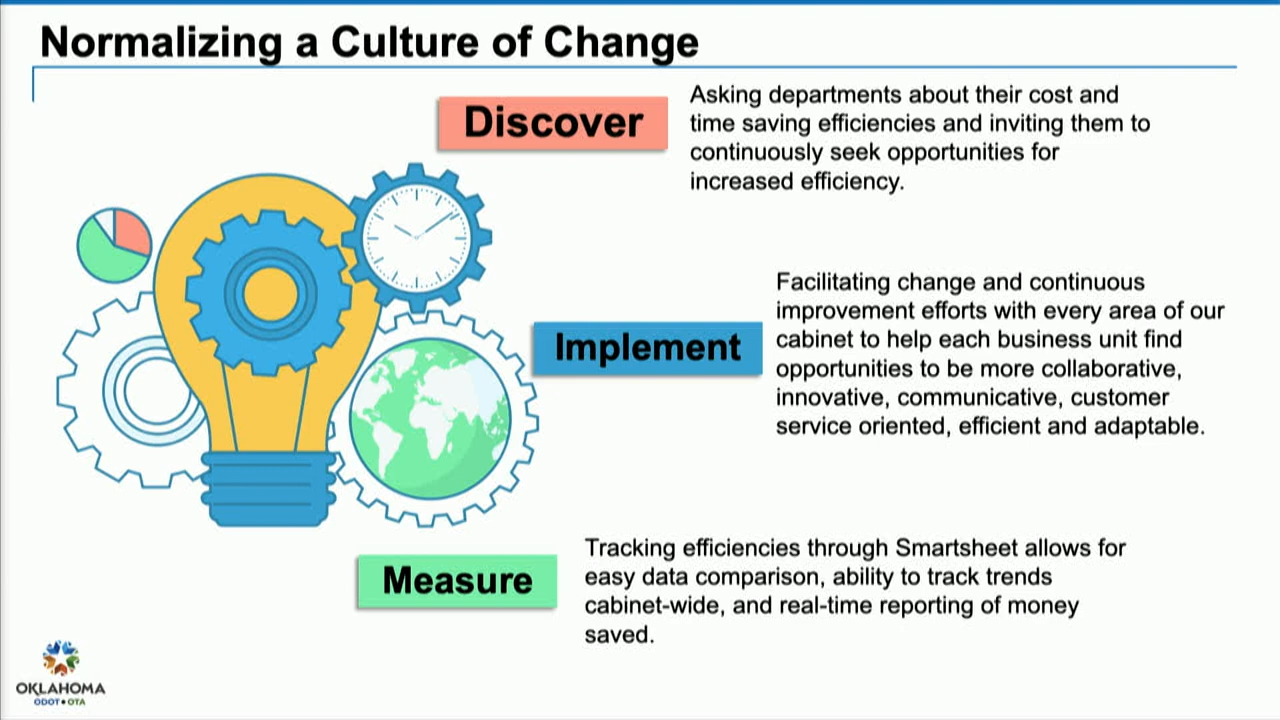 Normalizing a Culture of Change
Discover
Asking departments about their cost and
time saving efficiencies and inviting them to
continuously seek opportunities for
increased efficiency.
Implement
Facilitating change and continuous
improvement efforts with every area of our
cabinet to help each business unit find
opportunities to be more collaborative,
innovative, communicative, customer
service oriented, efficient and adaptable.
Measure
Tracking efficiencies through Smartsheet allows for
easy data comparison, ability to track trends
cabinet-wide, and real-time reporting of money
saved.
OKLAHOMA
ODOT • OTA